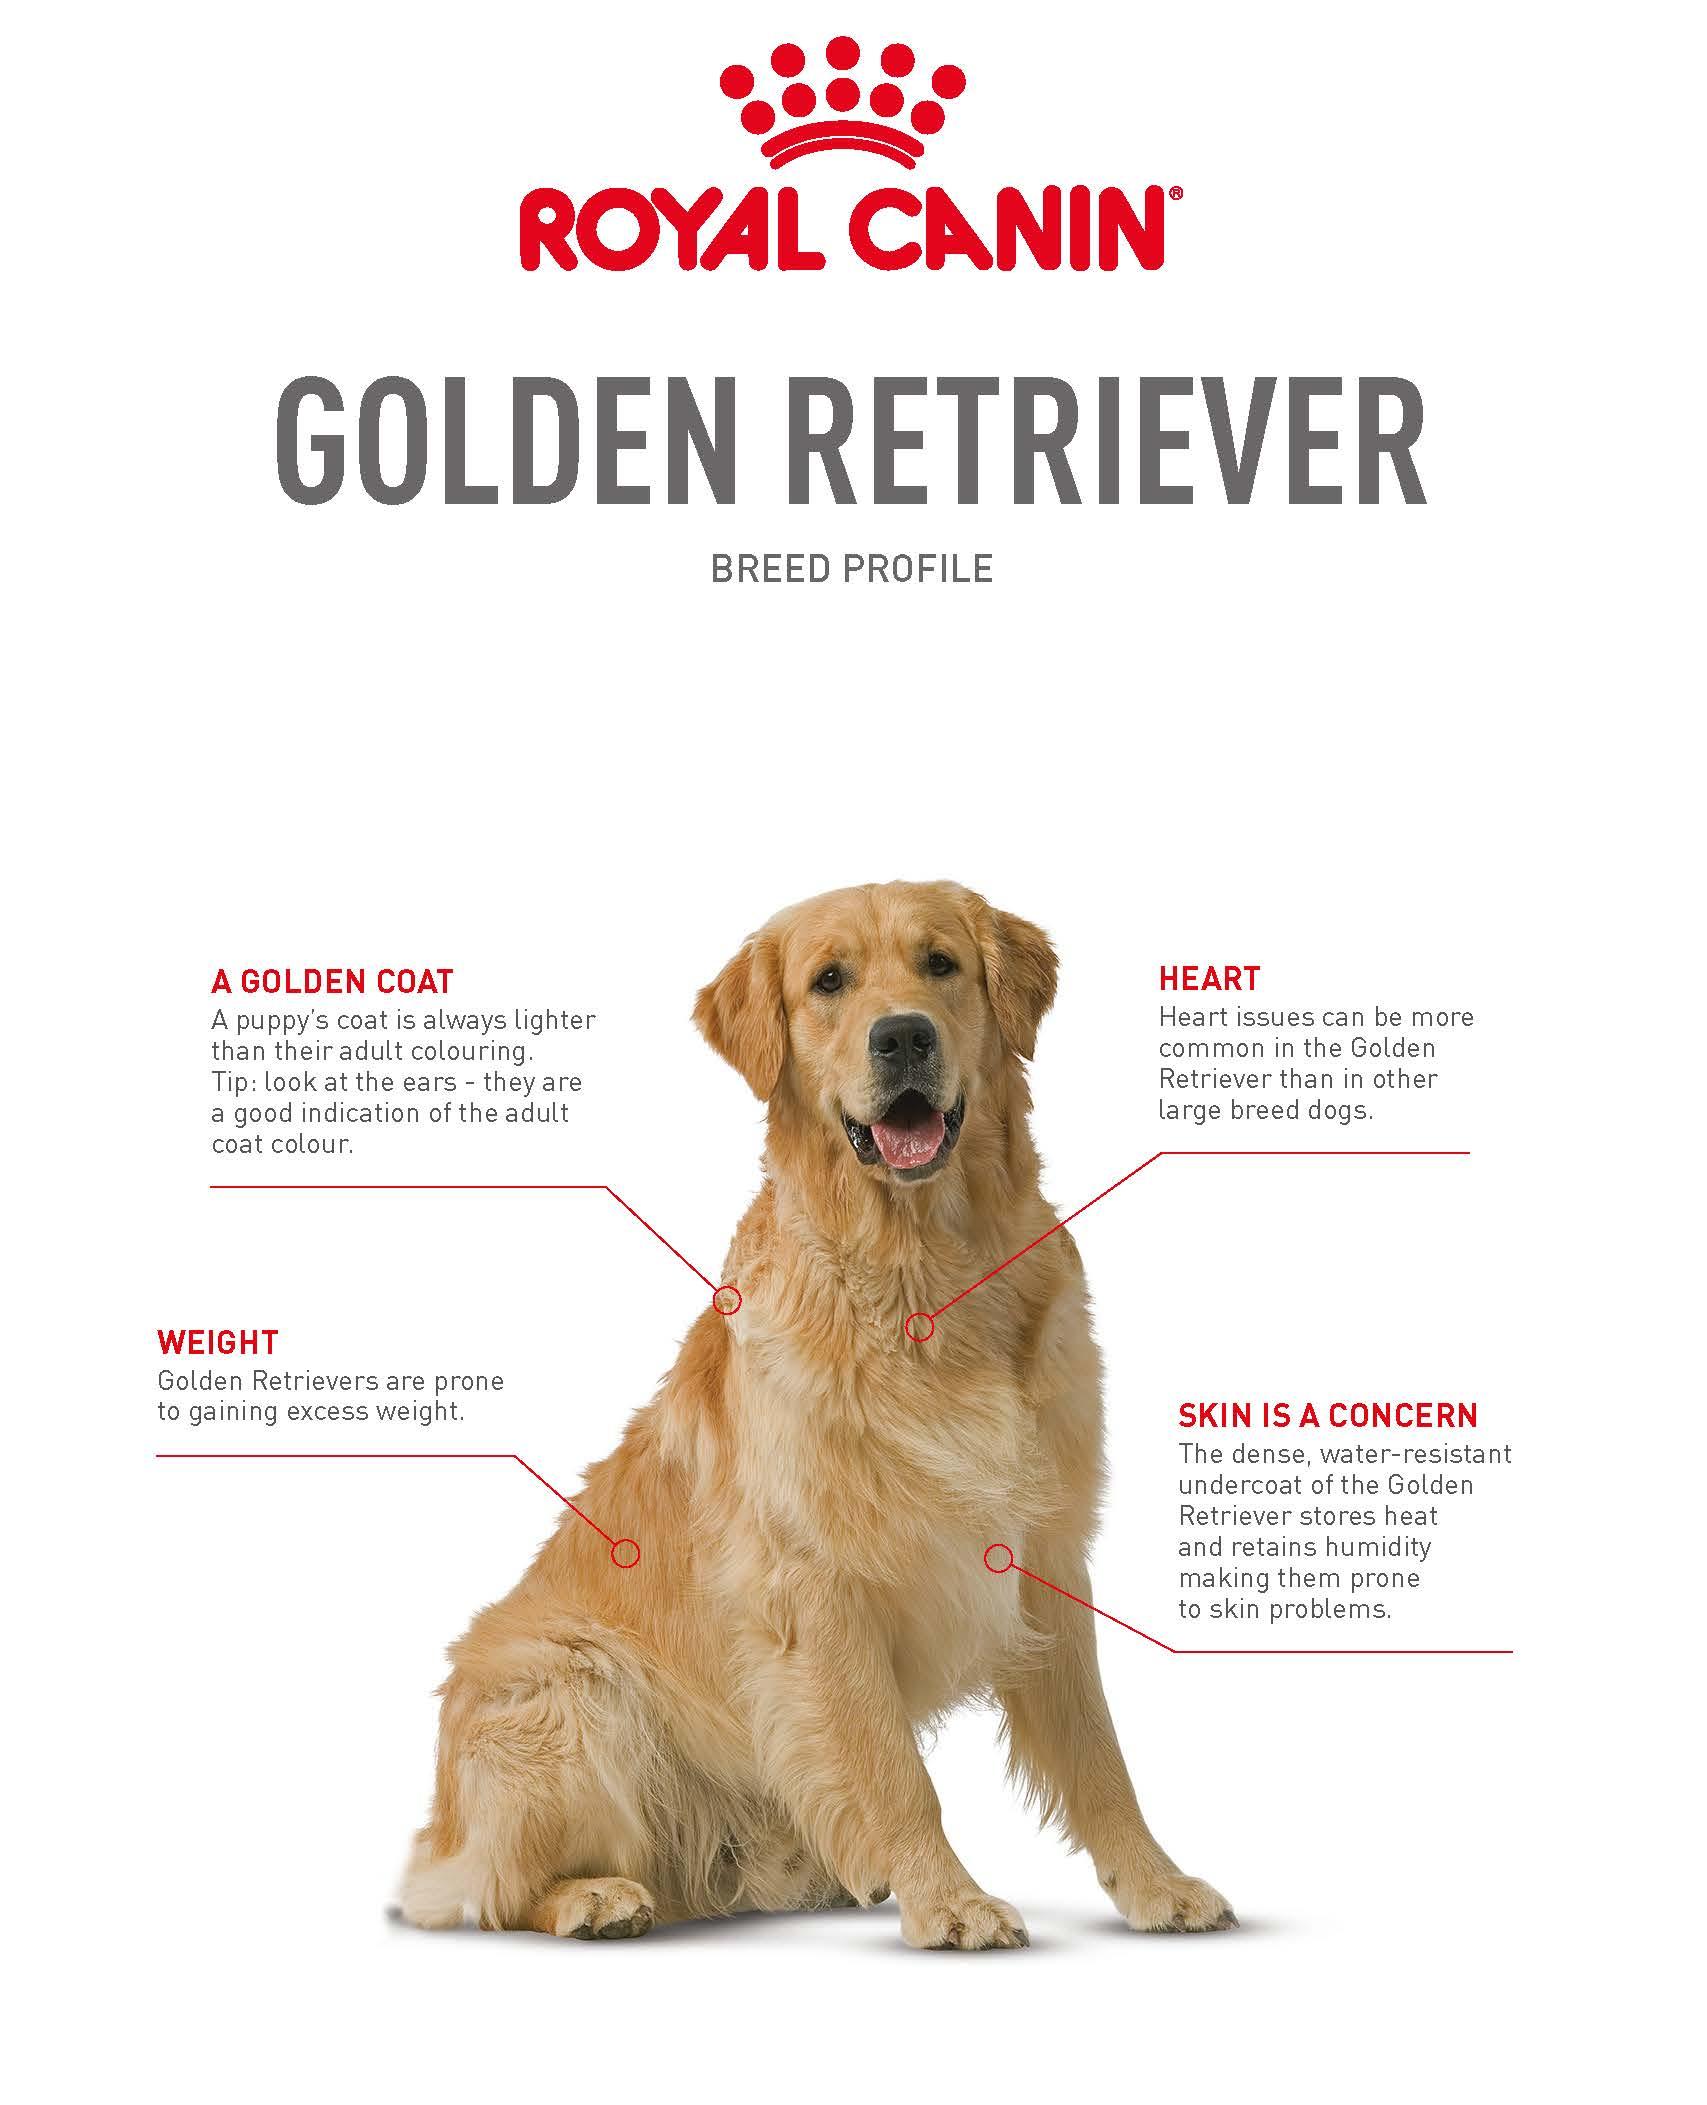 ROYAL CANIN®
GOLDEN RETRIEVER
BREED PROFILE
A GOLDEN COAT
A puppy's coat is always lighter
than their adult colouring.
Tip: look at the ears - they are
a good indication of the adult
coat colour.
HEART
Heart issues can be more
common in the Golden
Retriever than in other
large breed dogs.
WEIGHT
Golden Retrievers are prone
to gaining excess weight.
SKIN IS A CONCERN
The dense, water-resistant
undercoat of the Golden
Retriever stores heat
and retains humidity
making them prone
to skin problems.